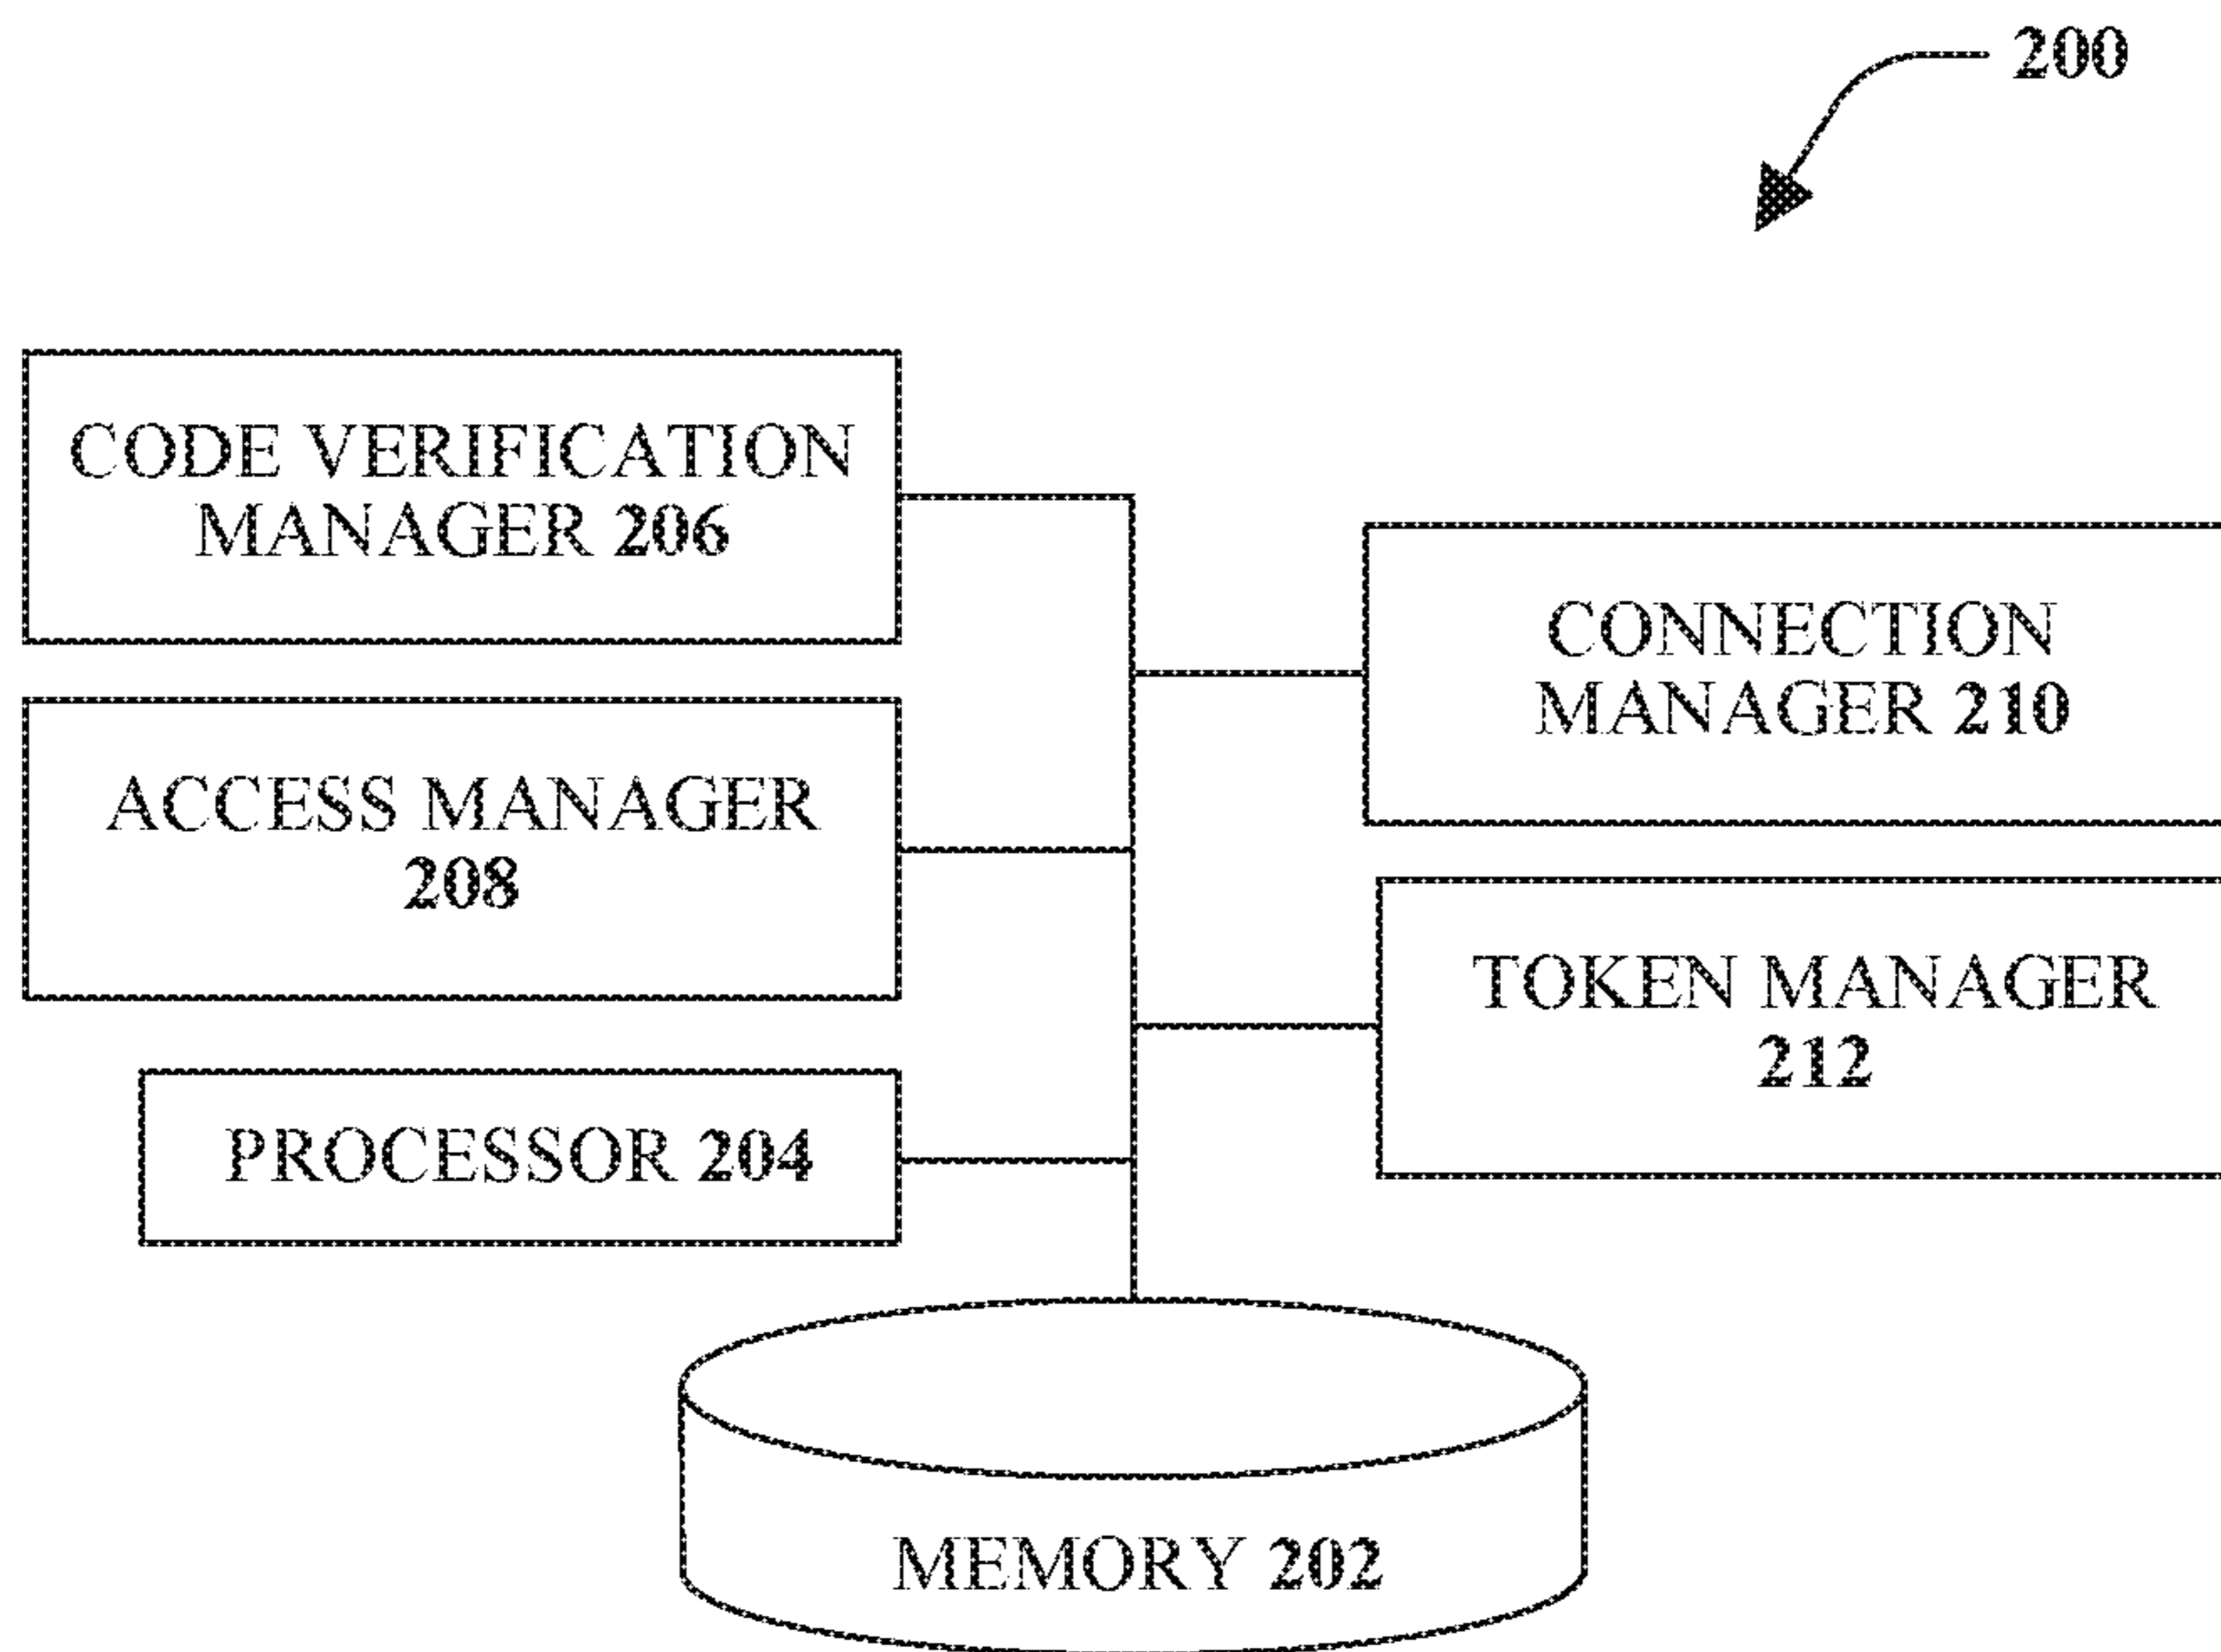 200
CODE VERIFICATION
MANAGER 206
CONNECTION
MANAGER 210
ACCESS MANAGER
208
TOKEN MANAGER
212
PROCESSOR 204
MEMORY 202